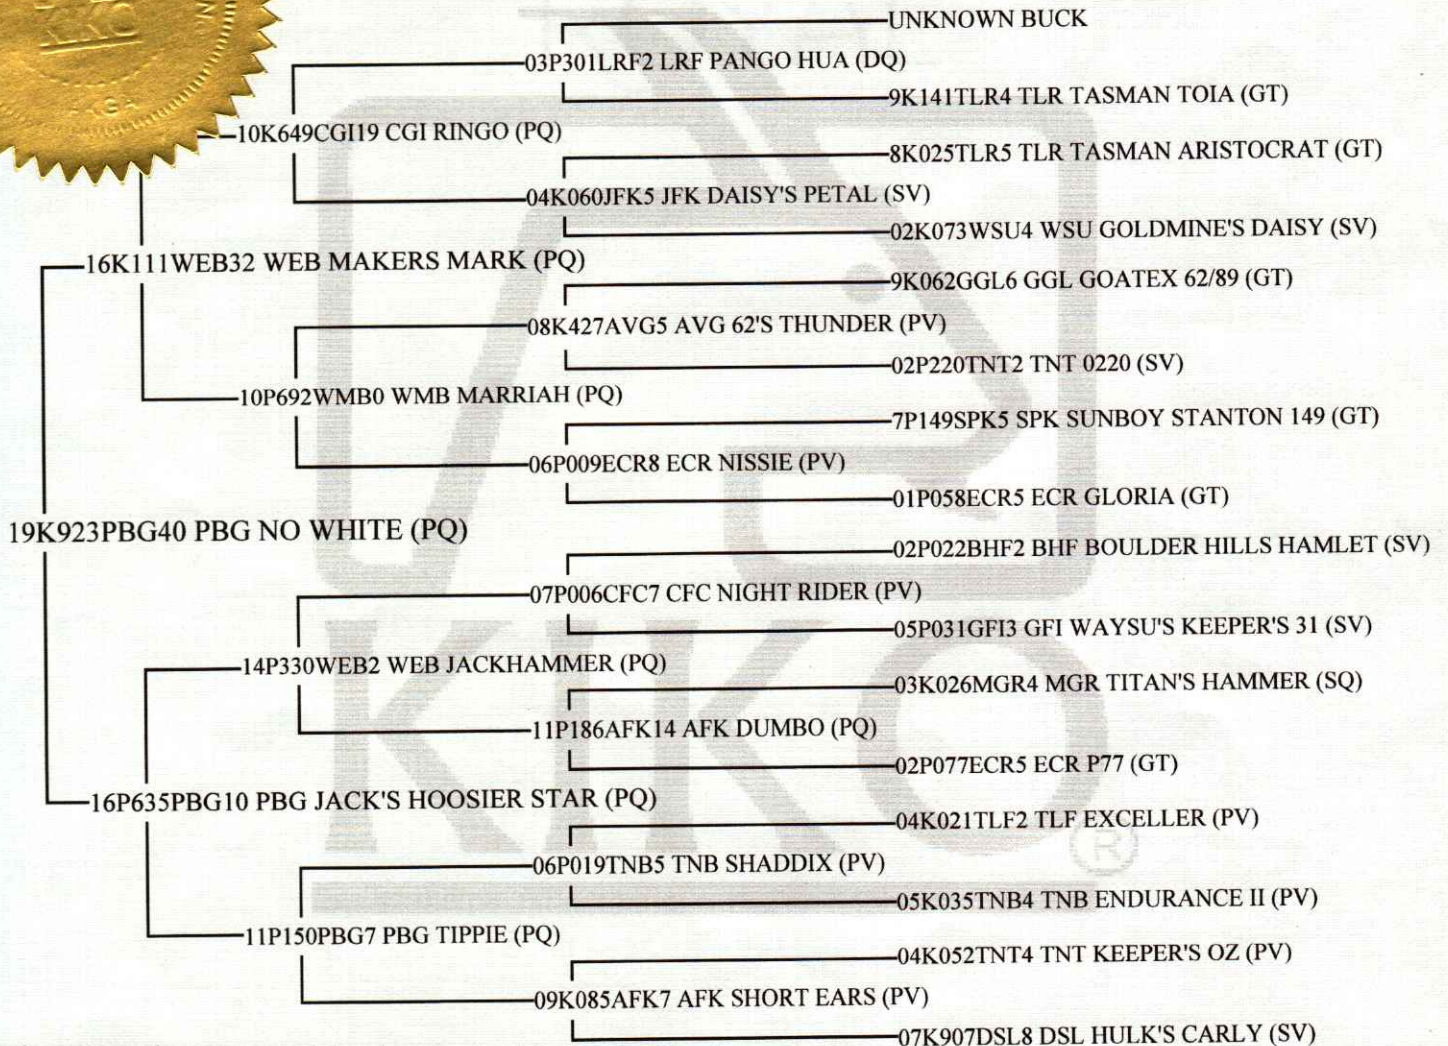 UNKNOWN BUCK
03P301LRF2 LRF PANGO HUA (DQ)
9K141TLR4 TLR TASMAN TOIA (GT)
10K649CGI19 CGI RINGO (PQ)
8K025TLR5 TLR TASMAN ARISTOCRAT (GT)
04K060JFK5 JFK DAISY'S PETAL (SV)
02K073WSU4 WSU GOLDMINE'S DAISY (SV)
16K111WEB32 WEB MAKERS MARK (PQ)
9K062GGL6 GGL GOATEX 62/89 (GT)
08K427AVG5 AVG 62'S THUNDER (PV)
02P220TNT2 TNT 0220 (SV)
10P692WMB0 WMB MARRIAH (PQ)
7P149SPK5 SPK SUNBOY STANTON 149 (GT)
06P009ECR8 ECR NISSIE (PV)
01P058ECR5 ECR GLORIA (GT)
19K923PBG40 PBG NO WHITE (PQ)
02P022BHF2 BHF BOULDER HILLS HAMLET (SV)
07P006CFC7 CFC NIGHT RIDER (PV)
05P031GFI3 GFI WAYSU'S KEEPER'S 31 (SV)
14P330WEB2 WEB JACKHAMMER (PQ)
03K026MGR4 MGR TITAN'S HAMMER (SQ)
11P186AFK14 AFK DUMBO (PQ)
02P077ECR5 ECR P77 (GT)
16P635PBG10 PBG JACK'S HOOSIER STAR (PQ)
04K021TLF2 TLF EXCELLER (PV)
06P019TNB5 TNB SHADDIX (PV)
05K035TNB4 TNB ENDURANCE II (PV)
11P150PBG7 PBG TIPPIE (PQ)
04K052TNT4 TNT KEEPER'S OZ (PV)
09K085AFK7 AFK SHORT EARS (PV)
07K907DSL8 DSL HULK'S CARLY (SV)
KIKO ®